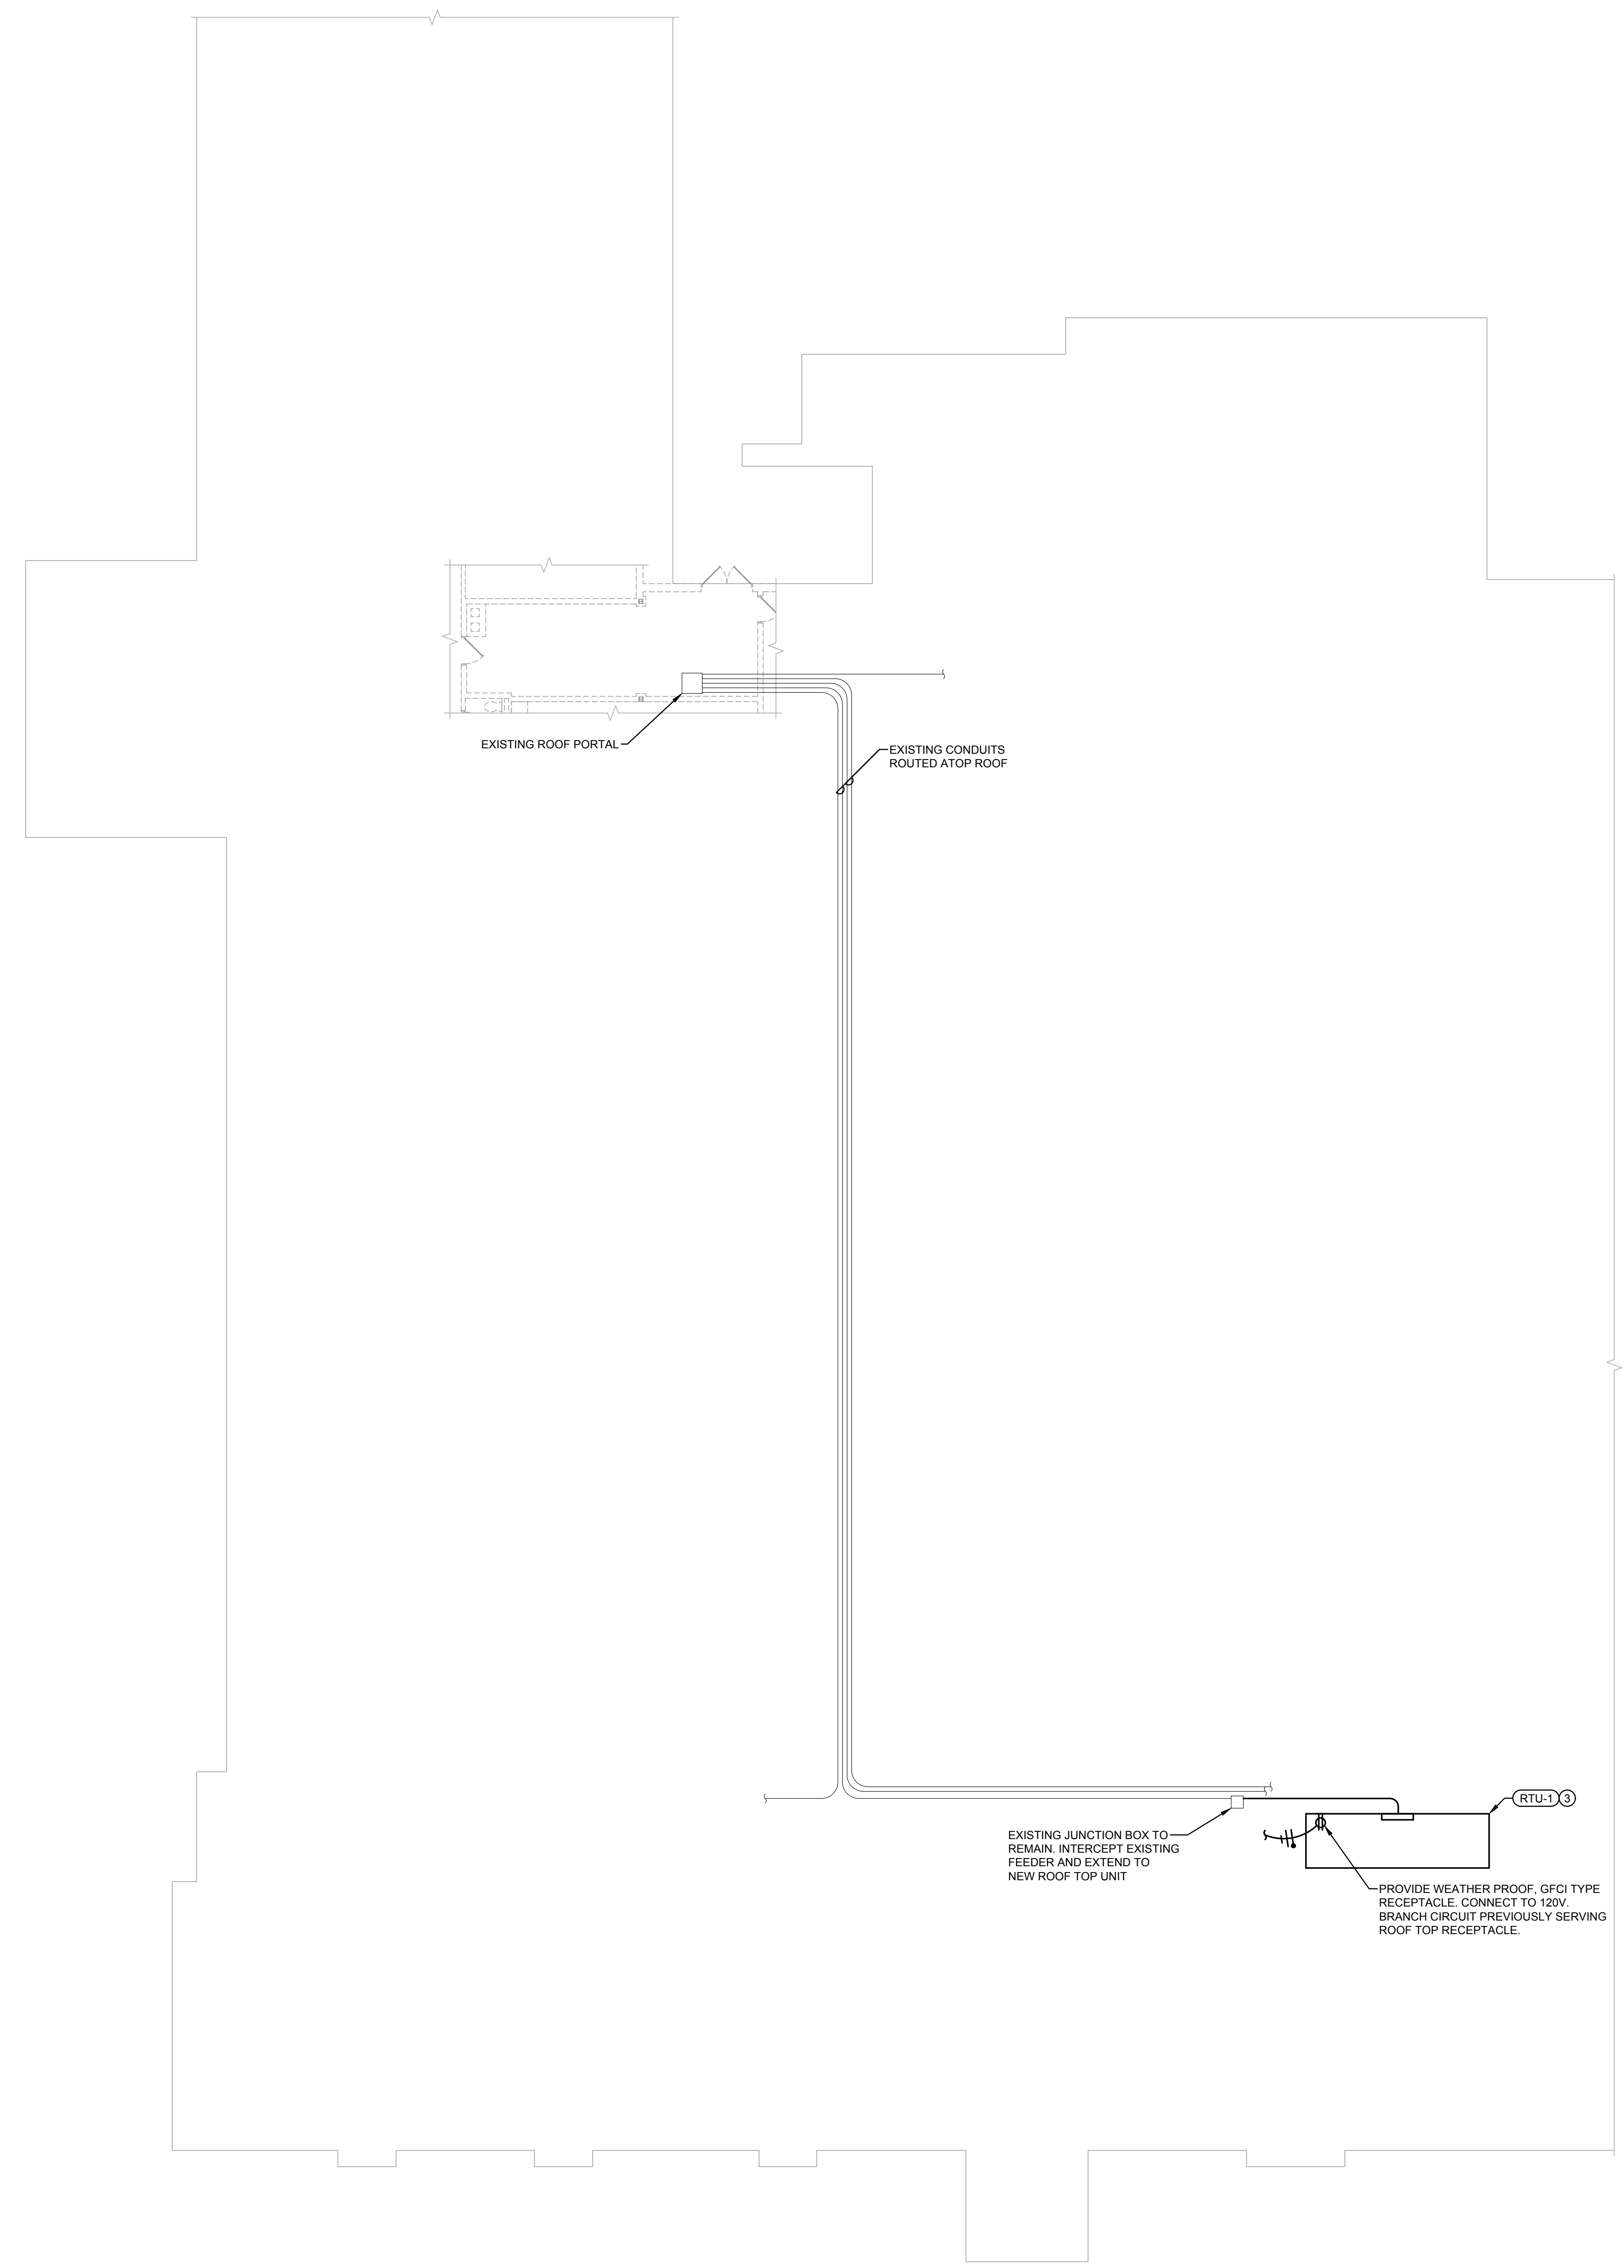 EXISTING ROOF PORTAL
EXISTING CONDUITS
ROUTED ATOP ROOF
RTU-1 3
EXISTING JUNCTION BOX TO
REMAIN. INTERCEPT EXISTING
FEEDER AND EXTEND TO
NEW ROOF TOP UNIT
PROVIDE WEATHER PROOF, GFCI TYPE
RECEPTACLE. CONNECT TO 120V.
BRANCH CIRCUIT PREVIOUSLY SERVING
ROOF TOP RECEPTACLE.